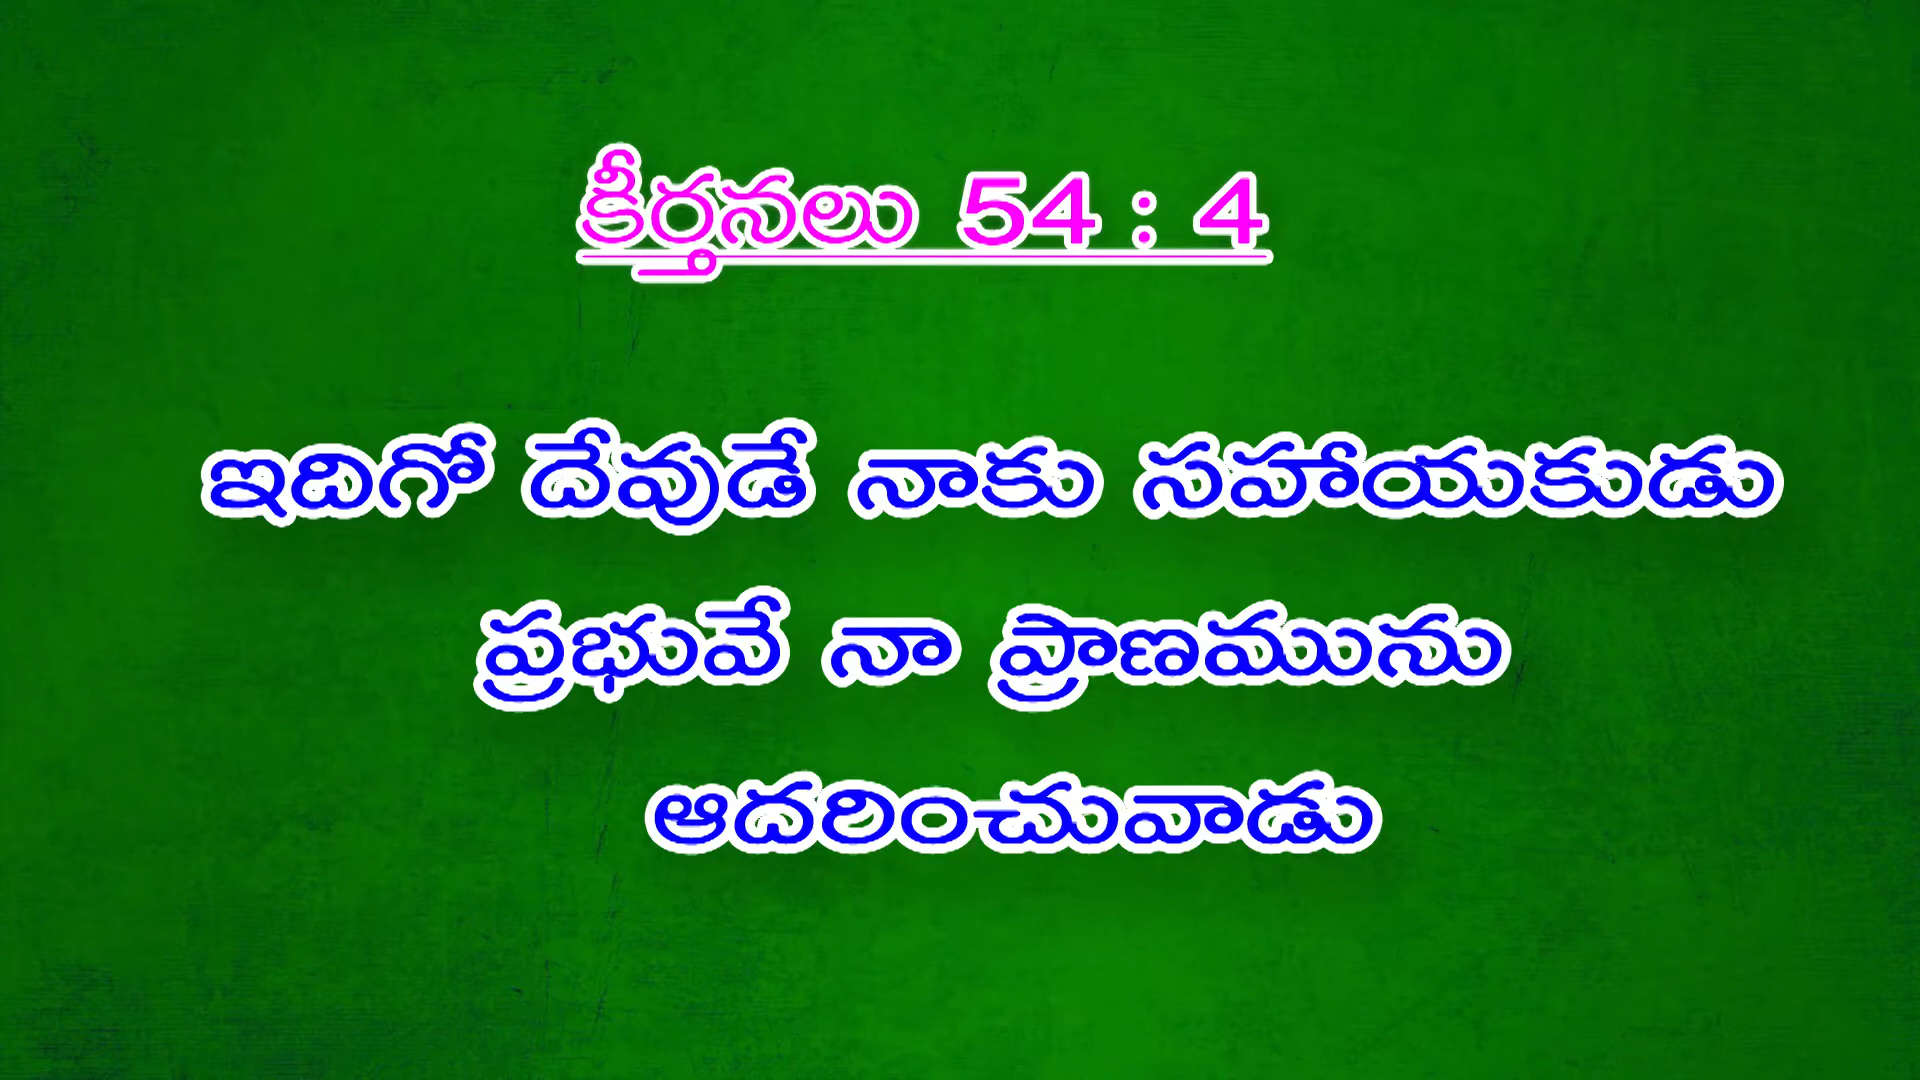 కీర్తనలు 54 : 4
ఇదిగో దేవుడే నాకు సహాయకుడు
ప్రభువే నా ప్రాణమును
ఆదరించువాడు